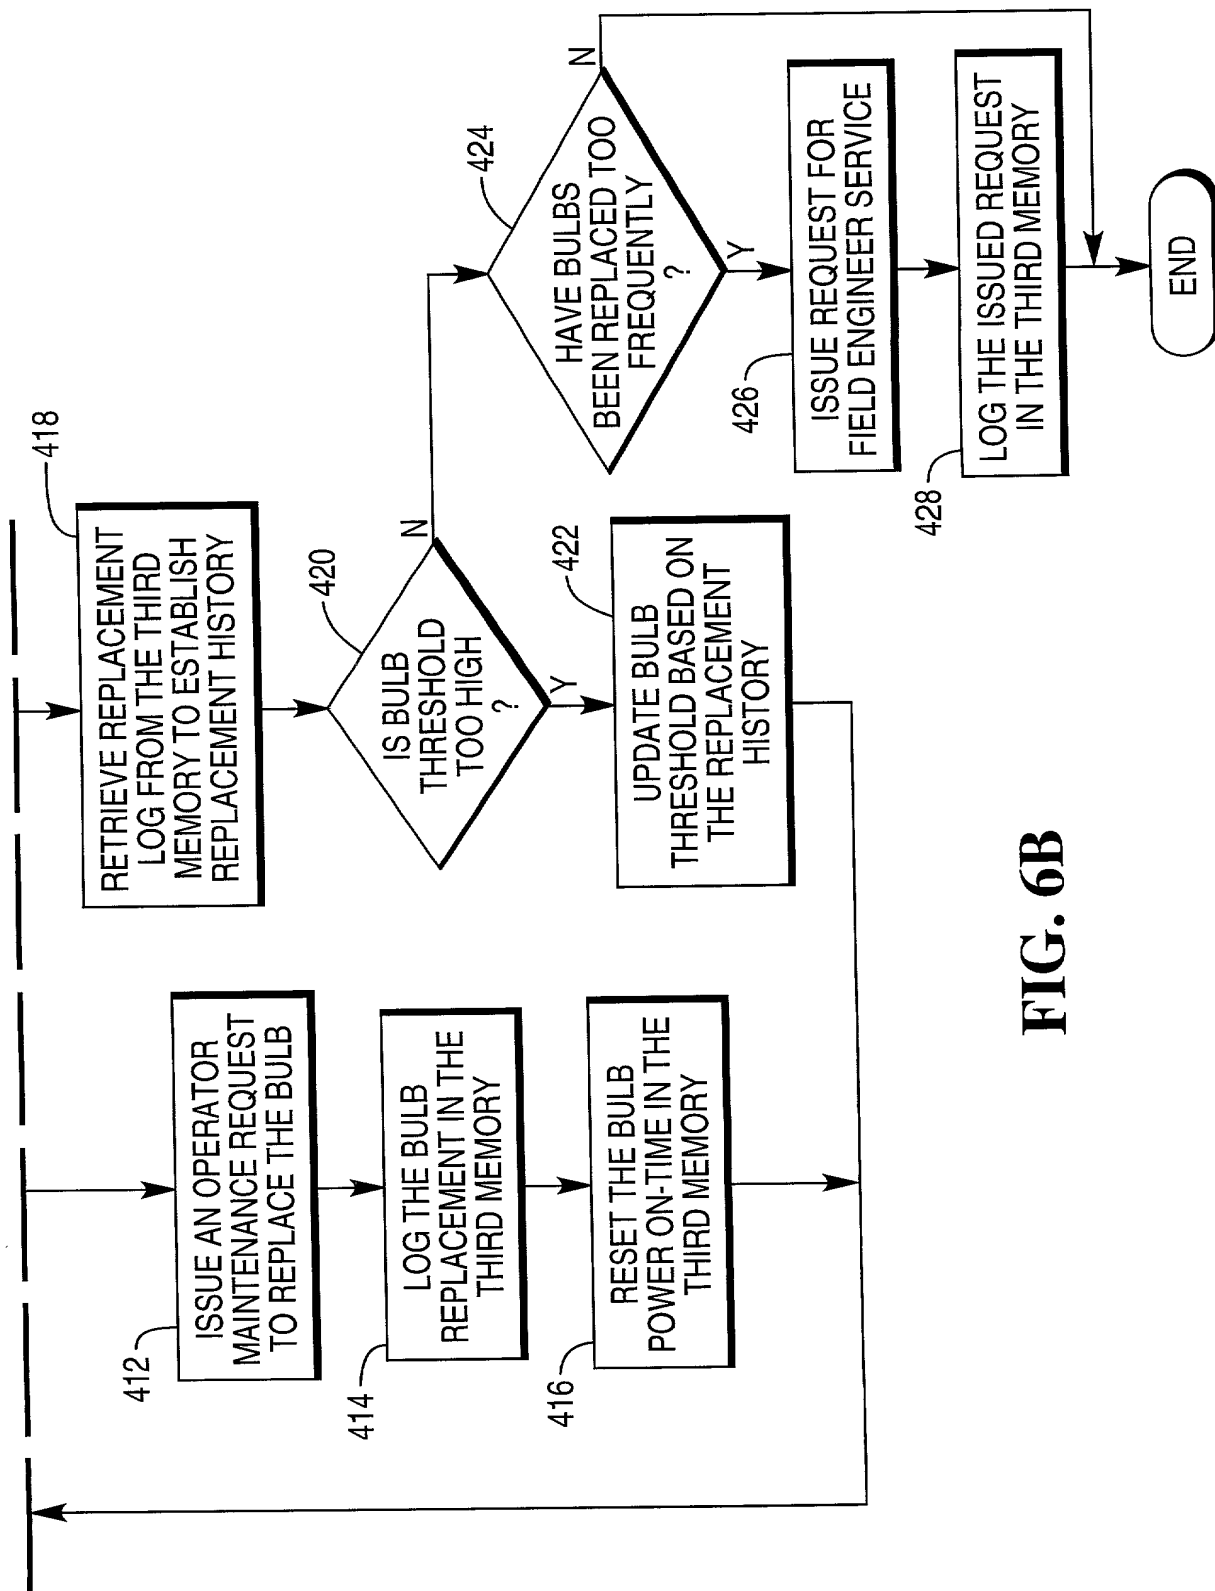 412
ISSUE AN OPERATOR
MAINTENANCE REQUEST
TO REPLACE THE BULB
414
LOG THE BULB
REPLACEMENT IN THE
THIRD MEMORY
416
RESET THE BULB
POWER ON-TIME IN THE
THIRD MEMORY
418
RETRIEVE REPLACEMENT
LOG FROM THE THIRD
MEMORY TO ESTABLISH
REPLACEMENT HISTORY
420
IS BULB
THRESHOLD
TOO HIGH
?
N
Y
422
UPDATE BULB
THRESHOLD BASED ON
THE REPLACEMENT
HISTORY
424
HAVE BULBS
BEEN REPLACED TOO
FREQUENTLY
?
N
Y
426
ISSUE REQUEST FOR
FIELD ENGINEER SERVICE
428
LOG THE ISSUED REQUEST
IN THE THIRD MEMORY
END
FIG. 6B